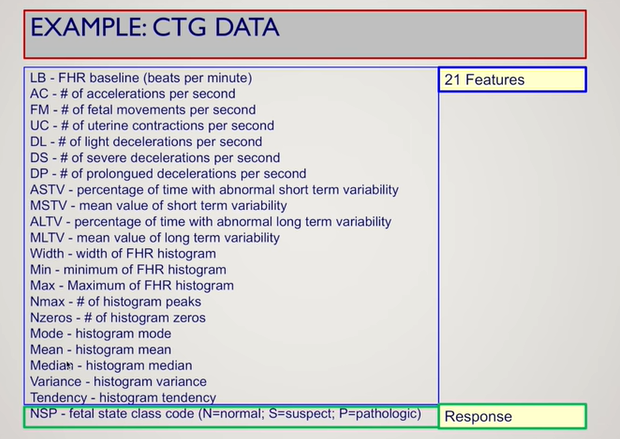 EXAMPLE: CTG DATA
LB - FHR baseline (beats per minute)
AC - # of accelerations per second
FM - # of fetal movements per second
UC - # of uterine contractions per second
DL - # of light decelerations per second
DS - # of severe decelerations per second
DP - # of prolongued decelerations per second
ASTV - percentage of time with abnormal short term variability
MSTV - mean value of short term variability
ALTV - percentage of time with abnormal long term variability
MLTV - mean value of long term variability
Width - width of FHR histogram
Min - minimum of FHR histogram
Max - Maximum of FHR histogram
Nmax - # of histogram peaks
Nzeros - # of histogram zeros
Mode - histogram mode
Mean - histogram mean
Median - histogram median
Variance - histogram variance
Tendency - histogram tendency
NSP - fetal state class code (N=normal; S=suspect; P=pathologic)
21 Features
Response